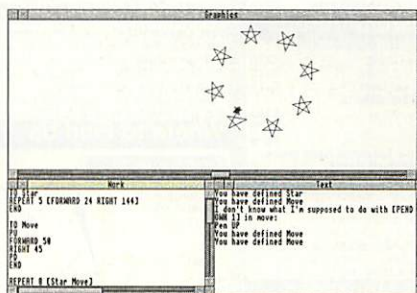 Graphics
Work
TO Star
REPEAT 5 [FORWARD 24 RIGHT 144]
END
TO Move
PU
FORWARD 50
RIGHT 45
PD
END
REPEAT 8 [Star Move]
Text
You have defined Star
You have defined Move
I don't know what I'm supposed to do with [PEND
OWN 1] in move:
Pen UP
You have defined Move
You have defined Move